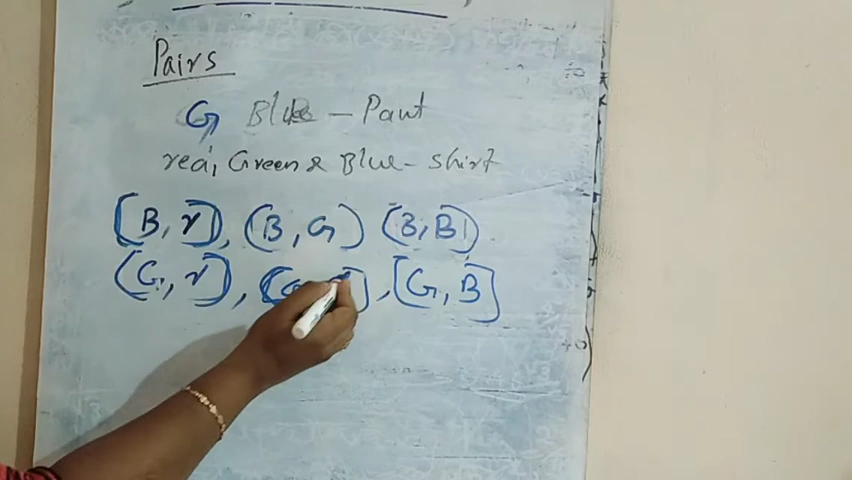 Pairs
G Blue - Pant
red, Green & Blue - shirt
(B, r), (B, G) (B, B)
(G, r), (G , [G, B]